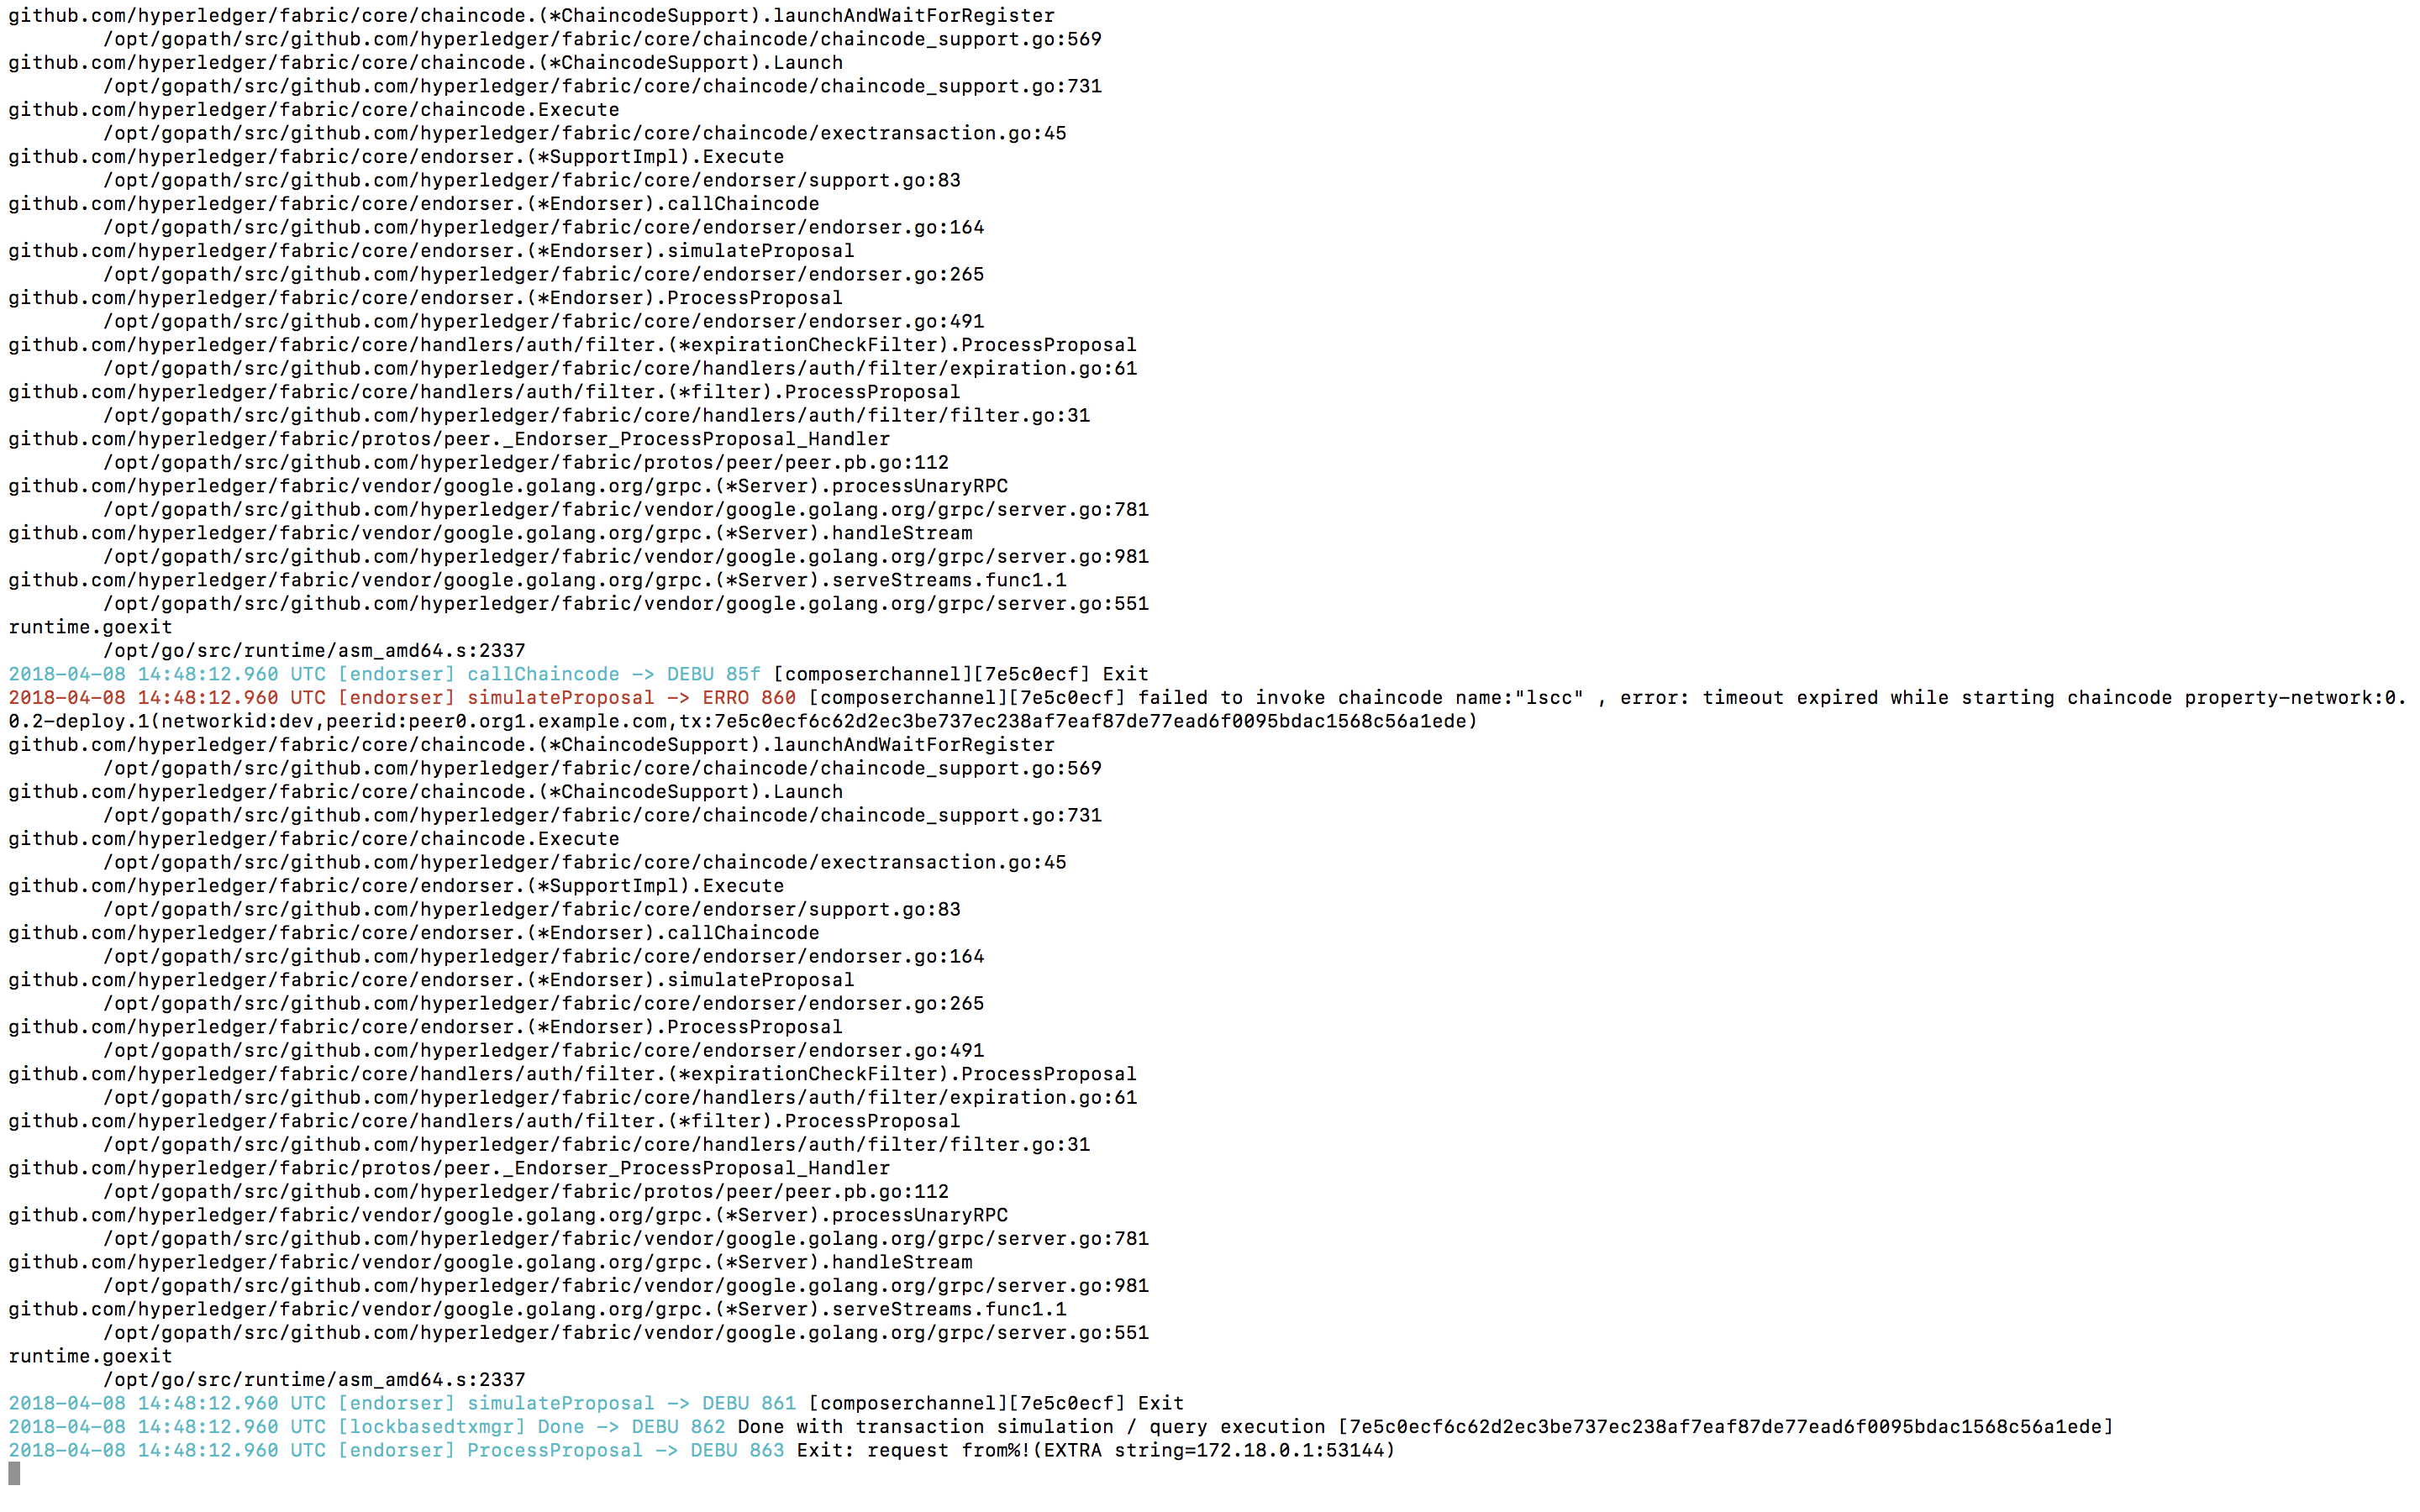 github.com/hyperledger/fabric/core/chaincode.(*ChaincodeSupport).launchAndWaitForRegister
        /opt/gopath/src/github.com/hyperledger/fabric/core/chaincode/chaincode_support.go:569
github.com/hyperledger/fabric/core/chaincode.(*ChaincodeSupport).Launch
        /opt/gopath/src/github.com/hyperledger/fabric/core/chaincode/chaincode_support.go:731
github.com/hyperledger/fabric/core/chaincode.Execute
        /opt/gopath/src/github.com/hyperledger/fabric/core/chaincode/exectransaction.go:45
github.com/hyperledger/fabric/core/endorser.(*SupportImpl).Execute
        /opt/gopath/src/github.com/hyperledger/fabric/core/endorser/support.go:83
github.com/hyperledger/fabric/core/endorser.(*Endorser).callChaincode
        /opt/gopath/src/github.com/hyperledger/fabric/core/endorser/endorser.go:164
github.com/hyperledger/fabric/core/endorser.(*Endorser).simulateProposal
        /opt/gopath/src/github.com/hyperledger/fabric/core/endorser/endorser.go:265
github.com/hyperledger/fabric/core/endorser.(*Endorser).ProcessProposal
        /opt/gopath/src/github.com/hyperledger/fabric/core/endorser/endorser.go:491
github.com/hyperledger/fabric/core/handlers/auth/filter.(*expirationCheckFilter).ProcessProposal
        /opt/gopath/src/github.com/hyperledger/fabric/core/handlers/auth/filter/expiration.go:61
github.com/hyperledger/fabric/core/handlers/auth/filter.(*filter).ProcessProposal
        /opt/gopath/src/github.com/hyperledger/fabric/core/handlers/auth/filter/filter.go:31
github.com/hyperledger/fabric/protos/peer._Endorser_ProcessProposal_Handler
        /opt/gopath/src/github.com/hyperledger/fabric/protos/peer/peer.pb.go:112
github.com/hyperledger/fabric/vendor/google.golang.org/grpc.(*Server).processUnaryRPC
        /opt/gopath/src/github.com/hyperledger/fabric/vendor/google.golang.org/grpc/server.go:781
github.com/hyperledger/fabric/vendor/google.golang.org/grpc.(*Server).handleStream
        /opt/gopath/src/github.com/hyperledger/fabric/vendor/google.golang.org/grpc/server.go:981
github.com/hyperledger/fabric/vendor/google.golang.org/grpc.(*Server).serveStreams.func1.1
        /opt/gopath/src/github.com/hyperledger/fabric/vendor/google.golang.org/grpc/server.go:551
runtime.goexit
        /opt/go/src/runtime/asm_amd64.s:2337
2018-04-08 14:48:12.960 UTC [endorser] callChaincode -> DEBU 85f [composerchannel][7e5c0ecf] Exit
2018-04-08 14:48:12.960 UTC [endorser] simulateProposal -> ERRO 860 [composerchannel][7e5c0ecf] failed to invoke chaincode name:"lscc" , error: timeout expired while starting chaincode property-network:0.
0.2-deploy.1(networkid:dev,peerid:peer0.org1.example.com,tx:7e5c0ecf6c62d2ec3be737ec238af7eaf87de77ead6f0095bdac1568c56a1ede)
github.com/hyperledger/fabric/core/chaincode.(*ChaincodeSupport).launchAndWaitForRegister
        /opt/gopath/src/github.com/hyperledger/fabric/core/chaincode/chaincode_support.go:569
github.com/hyperledger/fabric/core/chaincode.(*ChaincodeSupport).Launch
        /opt/gopath/src/github.com/hyperledger/fabric/core/chaincode/chaincode_support.go:731
github.com/hyperledger/fabric/core/chaincode.Execute
        /opt/gopath/src/github.com/hyperledger/fabric/core/chaincode/exectransaction.go:45
github.com/hyperledger/fabric/core/endorser.(*SupportImpl).Execute
        /opt/gopath/src/github.com/hyperledger/fabric/core/endorser/support.go:83
github.com/hyperledger/fabric/core/endorser.(*Endorser).callChaincode
        /opt/gopath/src/github.com/hyperledger/fabric/core/endorser/endorser.go:164
github.com/hyperledger/fabric/core/endorser.(*Endorser).simulateProposal
        /opt/gopath/src/github.com/hyperledger/fabric/core/endorser/endorser.go:265
github.com/hyperledger/fabric/core/endorser.(*Endorser).ProcessProposal
        /opt/gopath/src/github.com/hyperledger/fabric/core/endorser/endorser.go:491
github.com/hyperledger/fabric/core/handlers/auth/filter.(*expirationCheckFilter).ProcessProposal
        /opt/gopath/src/github.com/hyperledger/fabric/core/handlers/auth/filter/expiration.go:61
github.com/hyperledger/fabric/core/handlers/auth/filter.(*filter).ProcessProposal
        /opt/gopath/src/github.com/hyperledger/fabric/core/handlers/auth/filter/filter.go:31
github.com/hyperledger/fabric/protos/peer._Endorser_ProcessProposal_Handler
        /opt/gopath/src/github.com/hyperledger/fabric/protos/peer/peer.pb.go:112
github.com/hyperledger/fabric/vendor/google.golang.org/grpc.(*Server).processUnaryRPC
        /opt/gopath/src/github.com/hyperledger/fabric/vendor/google.golang.org/grpc/server.go:781
github.com/hyperledger/fabric/vendor/google.golang.org/grpc.(*Server).handleStream
        /opt/gopath/src/github.com/hyperledger/fabric/vendor/google.golang.org/grpc/server.go:981
github.com/hyperledger/fabric/vendor/google.golang.org/grpc.(*Server).serveStreams.func1.1
        /opt/gopath/src/github.com/hyperledger/fabric/vendor/google.golang.org/grpc/server.go:551
runtime.goexit
        /opt/go/src/runtime/asm_amd64.s:2337
2018-04-08 14:48:12.960 UTC [endorser] simulateProposal -> DEBU 861 [composerchannel][7e5c0ecf] Exit
2018-04-08 14:48:12.960 UTC [lockbasedtxmgr] Done -> DEBU 862 Done with transaction simulation / query execution [7e5c0ecf6c62d2ec3be737ec238af7eaf87de77ead6f0095bdac1568c56a1ede]
2018-04-08 14:48:12.960 UTC [endorser] ProcessProposal -> DEBU 863 Exit: request from%!(EXTRA string=172.18.0.1:53144)